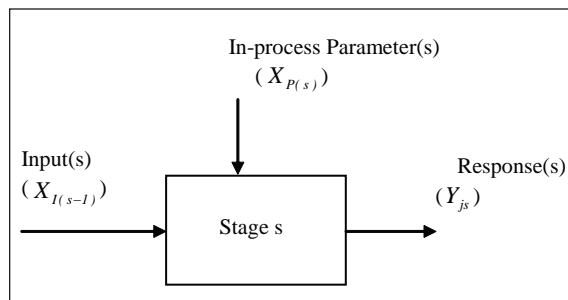 In-process Parameter(s)
( X_{P(s)} )
Input(s)
( X_{I(s-1)} )
Response(s)
( Y_{js} )
Stage s